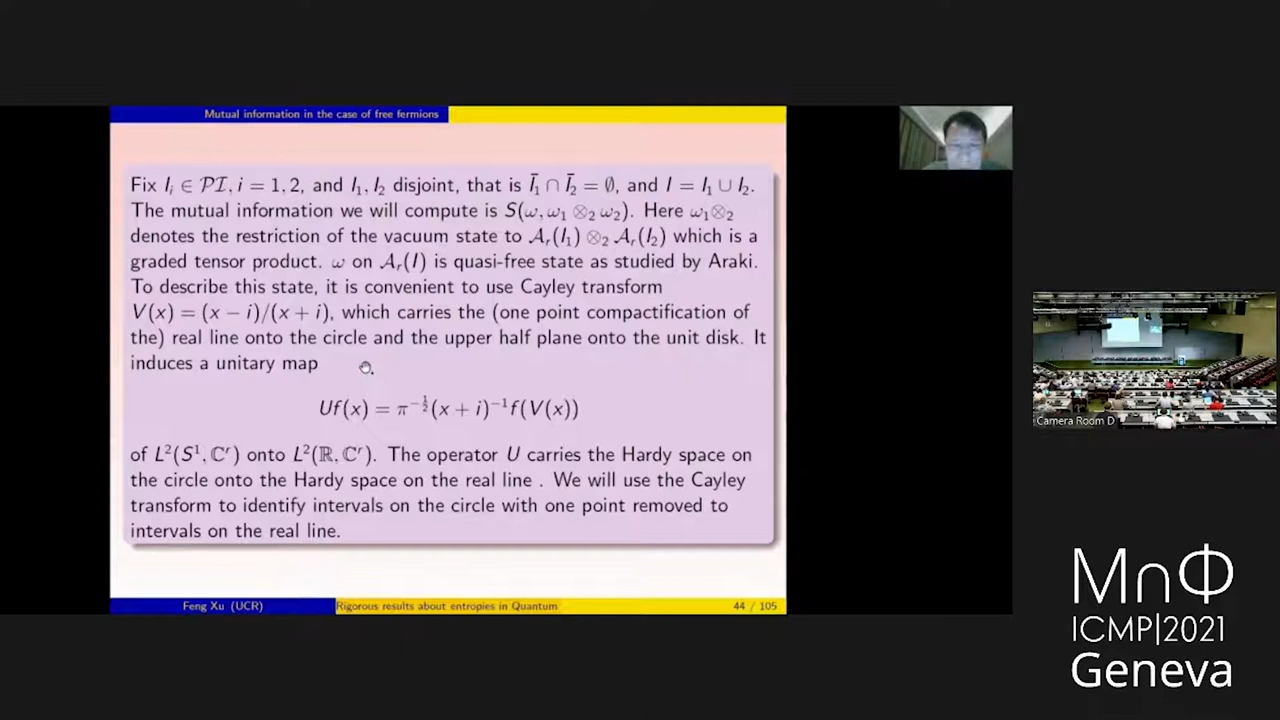 Mutual information in the case of free fermions
Fix I_i ∈ 𝒫ℐ, i = 1, 2, and I_1, I_2 disjoint, that is Ī_1 ∩ Ī_2 = ∅, and I = I_1 ∪ I_2.
The mutual information we will compute is S(ω, ω_1 ⊗_2 ω_2). Here ω_1⊗_2
denotes the restriction of the vacuum state to 𝒜_r(I_1) ⊗_2 𝒜_r(I_2) which is a
graded tensor product. ω on 𝒜_r(I) is quasi-free state as studied by Araki.
To describe this state, it is convenient to use Cayley transform
V(x) = (x − i)/(x + i), which carries the (one point compactification of
the) real line onto the circle and the upper half plane onto the unit disk. It
induces a unitary map
Uf(x) = π^{-1/2}(x + i)^{-1}f(V(x))
of L²(S¹, ℂ^r) onto L²(ℝ, ℂ^r). The operator U carries the Hardy space on
the circle onto the Hardy space on the real line . We will use the Cayley
transform to identify intervals on the circle with one point removed to
intervals on the real line.
Feng Xu (UCR)
Rigorous results about entropies in Quantum
44 / 105
Camera Room D
M∩Φ
ICMP|2021
Geneva